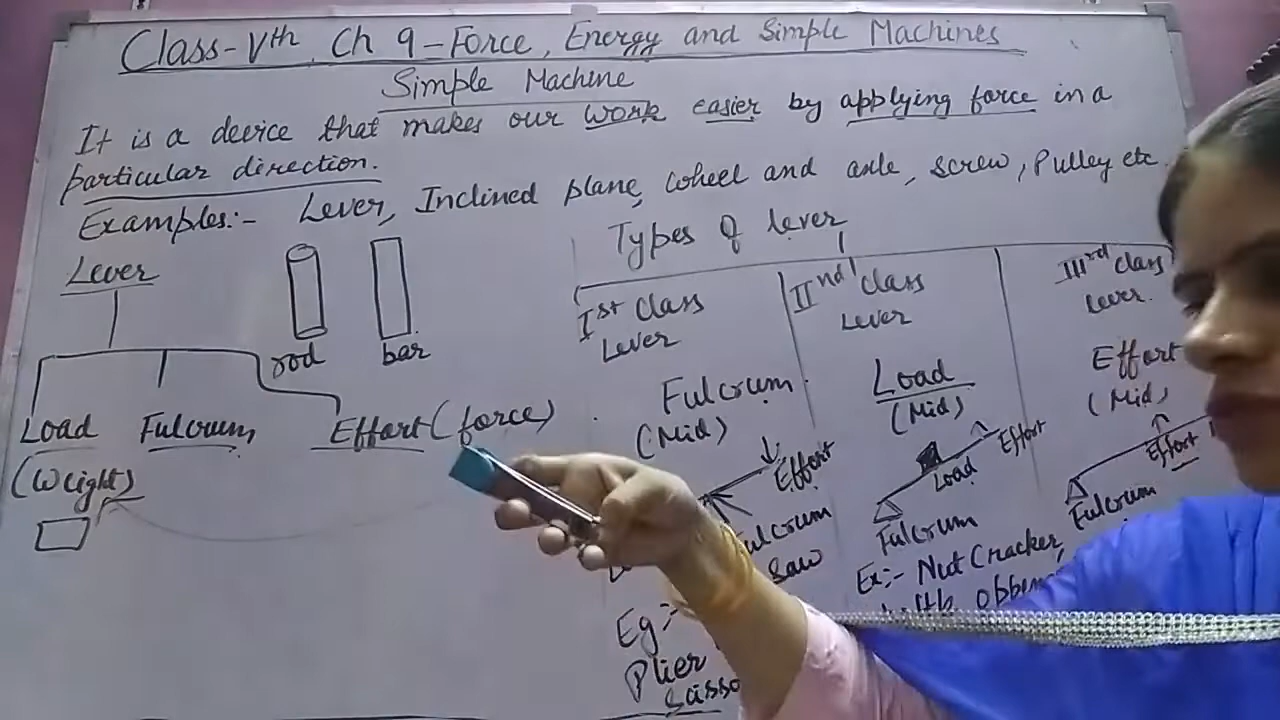 Class-Vth Ch 9-Force, Energy and Simple Machines
Simple Machine
It is a device that makes our work easier by applying force in a
particular direction.
Examples:- Lever, Inclined plane, wheel and axle, screw, Pulley etc.
Lever
rod
bar
Load
Fulcrum
Effort (force)
(Weight)
Types of lever
Ist Class
Lever
Fulcrum
(Mid)
Effort
saw
Eg:-
Plier
IInd Class
Lever
Load
(Mid)
Effort
Load
Fulcrum
Ex:- Nut Cracker,
IIIrd Class
Lever.
Effort
(Mid)
Effort
Fulcrum